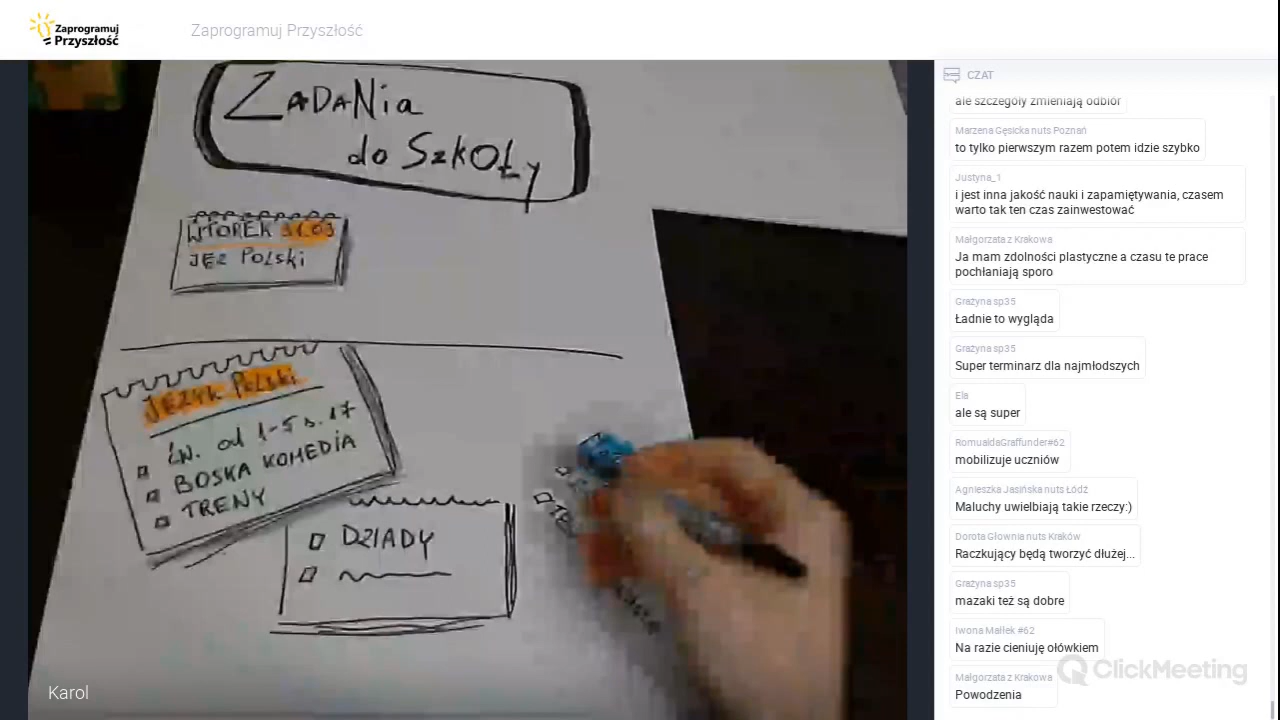 Zaprogramuj
Przyszłość
Zaprogramuj Przyszłość
ZADANia
do SZKOŁy
WTOREK 31.03
JĘZ POLSki
JĘZYK POLSki
ĆW. od 1-5 s. 17
BOSKA KOMEDIA
TRENY
DZIADY
Karol
CZAT
ale szczegóły zmieniają odbiór
Marzena Gęsicka nuts Poznań
to tylko pierwszym razem potem idzie szybko
Justyna_1
i jest inna jakość nauki i zapamiętywania, czasem
warto tak ten czas zainwestować
Małgorzata z Krakowa
Ja mam zdolności plastyczne a czasu te prace
pochłaniają sporo
Grażyna sp35
Ładnie to wygląda
Grażyna sp35
Super terminarz dla najmłodszych
Ela
ale są super
RomualdaGraffunder#62
mobilizuje uczniów
Agnieszka Jasińska nuts Łódź
Maluchy uwielbiają takie rzeczy:)
Dorota Głownia nuts Kraków
Raczkujący będą tworzyć dłużej...
Grażyna sp35
mazaki też są dobre
Iwona Mallek #62
Na razie cieniuję ołówkiem
Małgorzata z Krakowa
Powodzenia
ClickMeeting